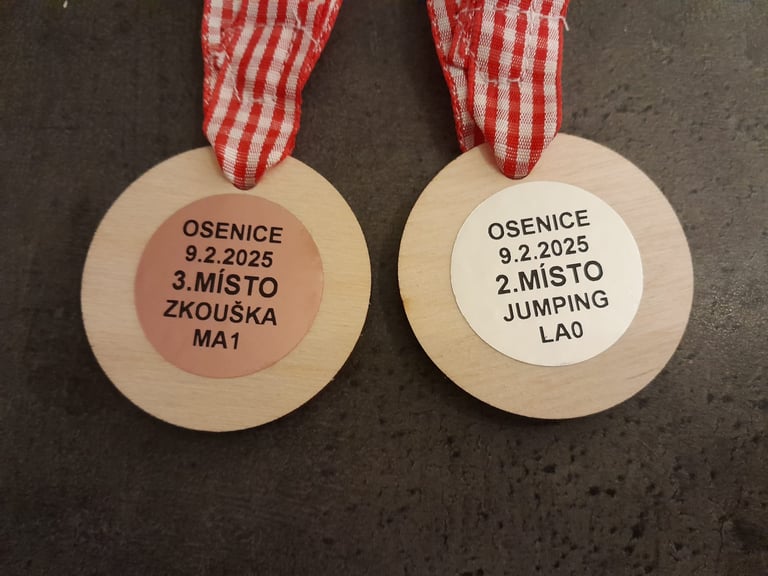 OSENICE
9.2.2025
3.MÍSTO
ZKOUŠKA
MA1
OSENICE
9.2.2025
2.MÍSTO
JUMPING
LA0